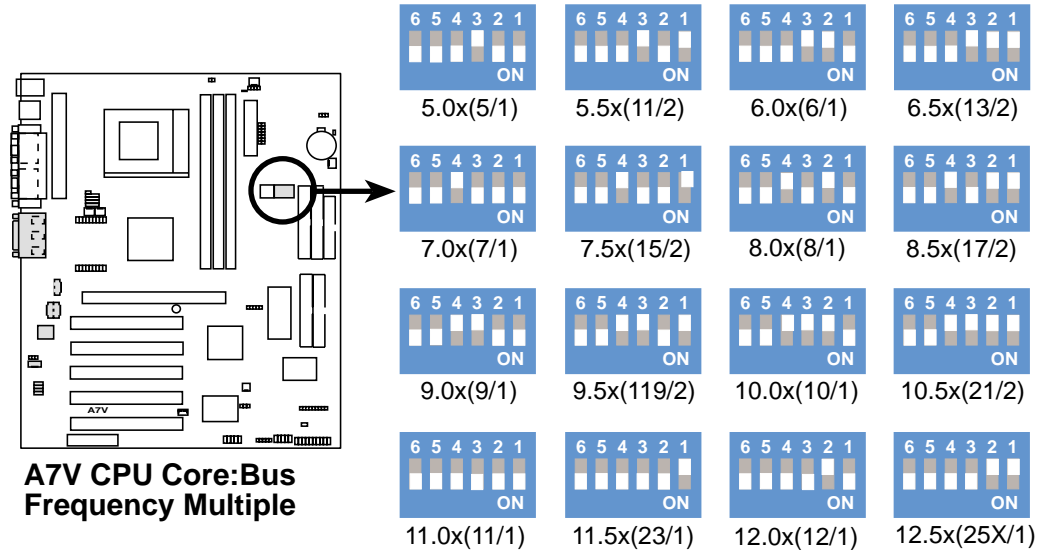 6 5 4 3 2 1
ON
5.0x(5/1)
6 5 4 3 2 1
ON
5.5x(11/2)
6 5 4 3 2 1
ON
6.0x(6/1)
6 5 4 3 2 1
ON
6.5x(13/2)
6 5 4 3 2 1
ON
7.0x(7/1)
6 5 4 3 2 1
ON
7.5x(15/2)
6 5 4 3 2 1
ON
8.0x(8/1)
6 5 4 3 2 1
ON
8.5x(17/2)
6 5 4 3 2 1
ON
9.0x(9/1)
6 5 4 3 2 1
ON
9.5x(119/2)
6 5 4 3 2 1
ON
10.0x(10/1)
6 5 4 3 2 1
ON
10.5x(21/2)
6 5 4 3 2 1
ON
11.0x(11/1)
6 5 4 3 2 1
ON
11.5x(23/1)
6 5 4 3 2 1
ON
12.0x(12/1)
6 5 4 3 2 1
ON
12.5x(25X/1)
A7V
A7V CPU Core:Bus
Frequency Multiple